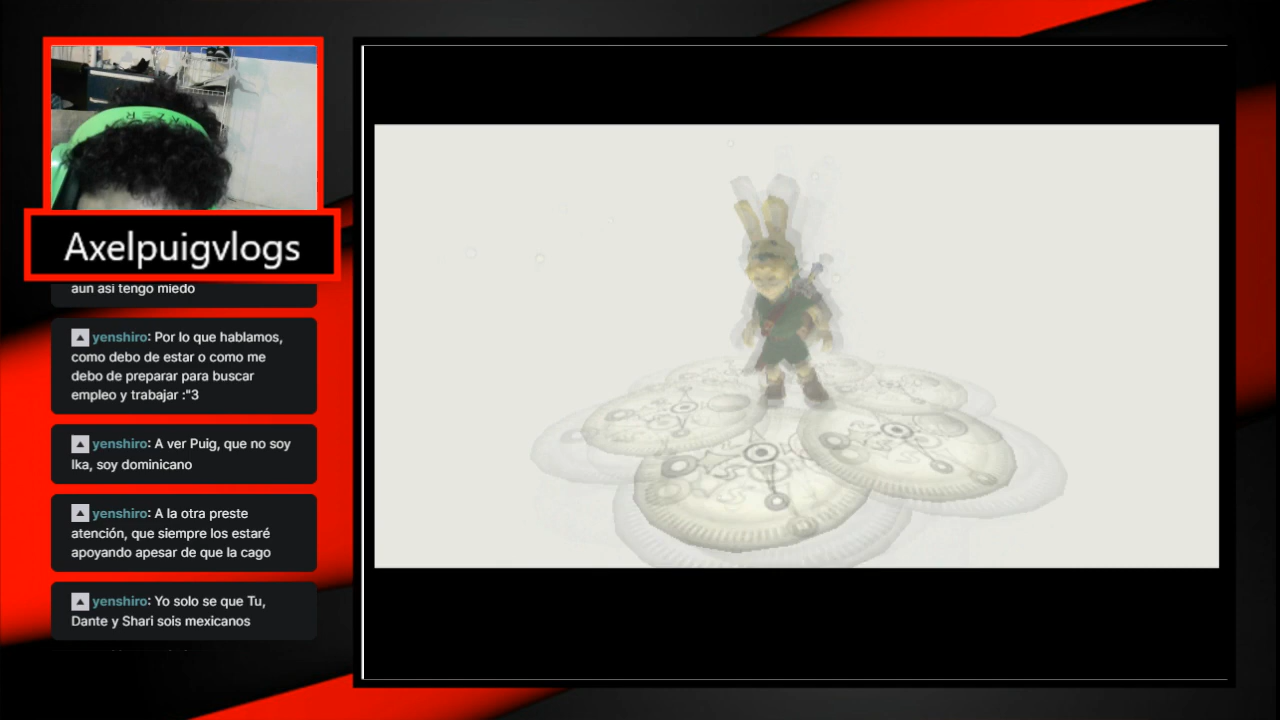 RAZER
Axelpuigvlogs
aun asi tengo miedo
yenshiro: Por lo que hablamos,
como debo de estar o como me
debo de preparar para buscar
empleo y trabajar :"3
yenshiro: A ver Puig, que no soy
Ika, soy dominicano
yenshiro: A la otra preste
atención, que siempre los estaré
apoyando apesar de que la cago
yenshiro: Yo solo se que Tu,
Dante y Shari sois mexicanos